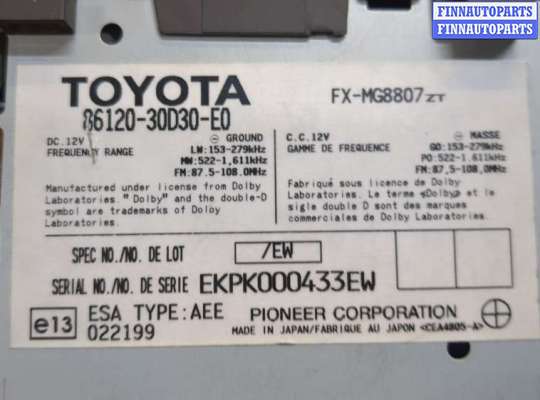 FINNAUTOPARTS
FINNAUTOPARTS
TOYOTA
86120-30D30-E0
FX-MG8807ZT
DC.12V ⊖ GROUND
FREQUENCY RANGE LW:153-279kHz
MW:522-1,611kHz
FM:87.5-108.0MHz
C.C.12V ⊖ MASSE
GAMME DE FREQUENCE GO:153-279kHz
PO:522-1.611kHz
FM:87,5-108,0MHz
Manufactured under license from Dolby
Laboratories. "Dolby" and the double-D
symbol are trademarks of Dolby
Laboratories.
Fabriqué sous licence de Dolby
Laboratories. Le terme «Dolby» et le
sigle double D sont des marques
commerciales de Dolby Laboratories.
SPEC NO./NO. DE LOT /EW
SERIAL NO./NO. DE SERIE EKPK000433EW
e13
ESA TYPE:AEE
022199
PIONEER CORPORATION
MADE IN JAPAN/FABRIQUE AU JAPON <CEA4805-A>